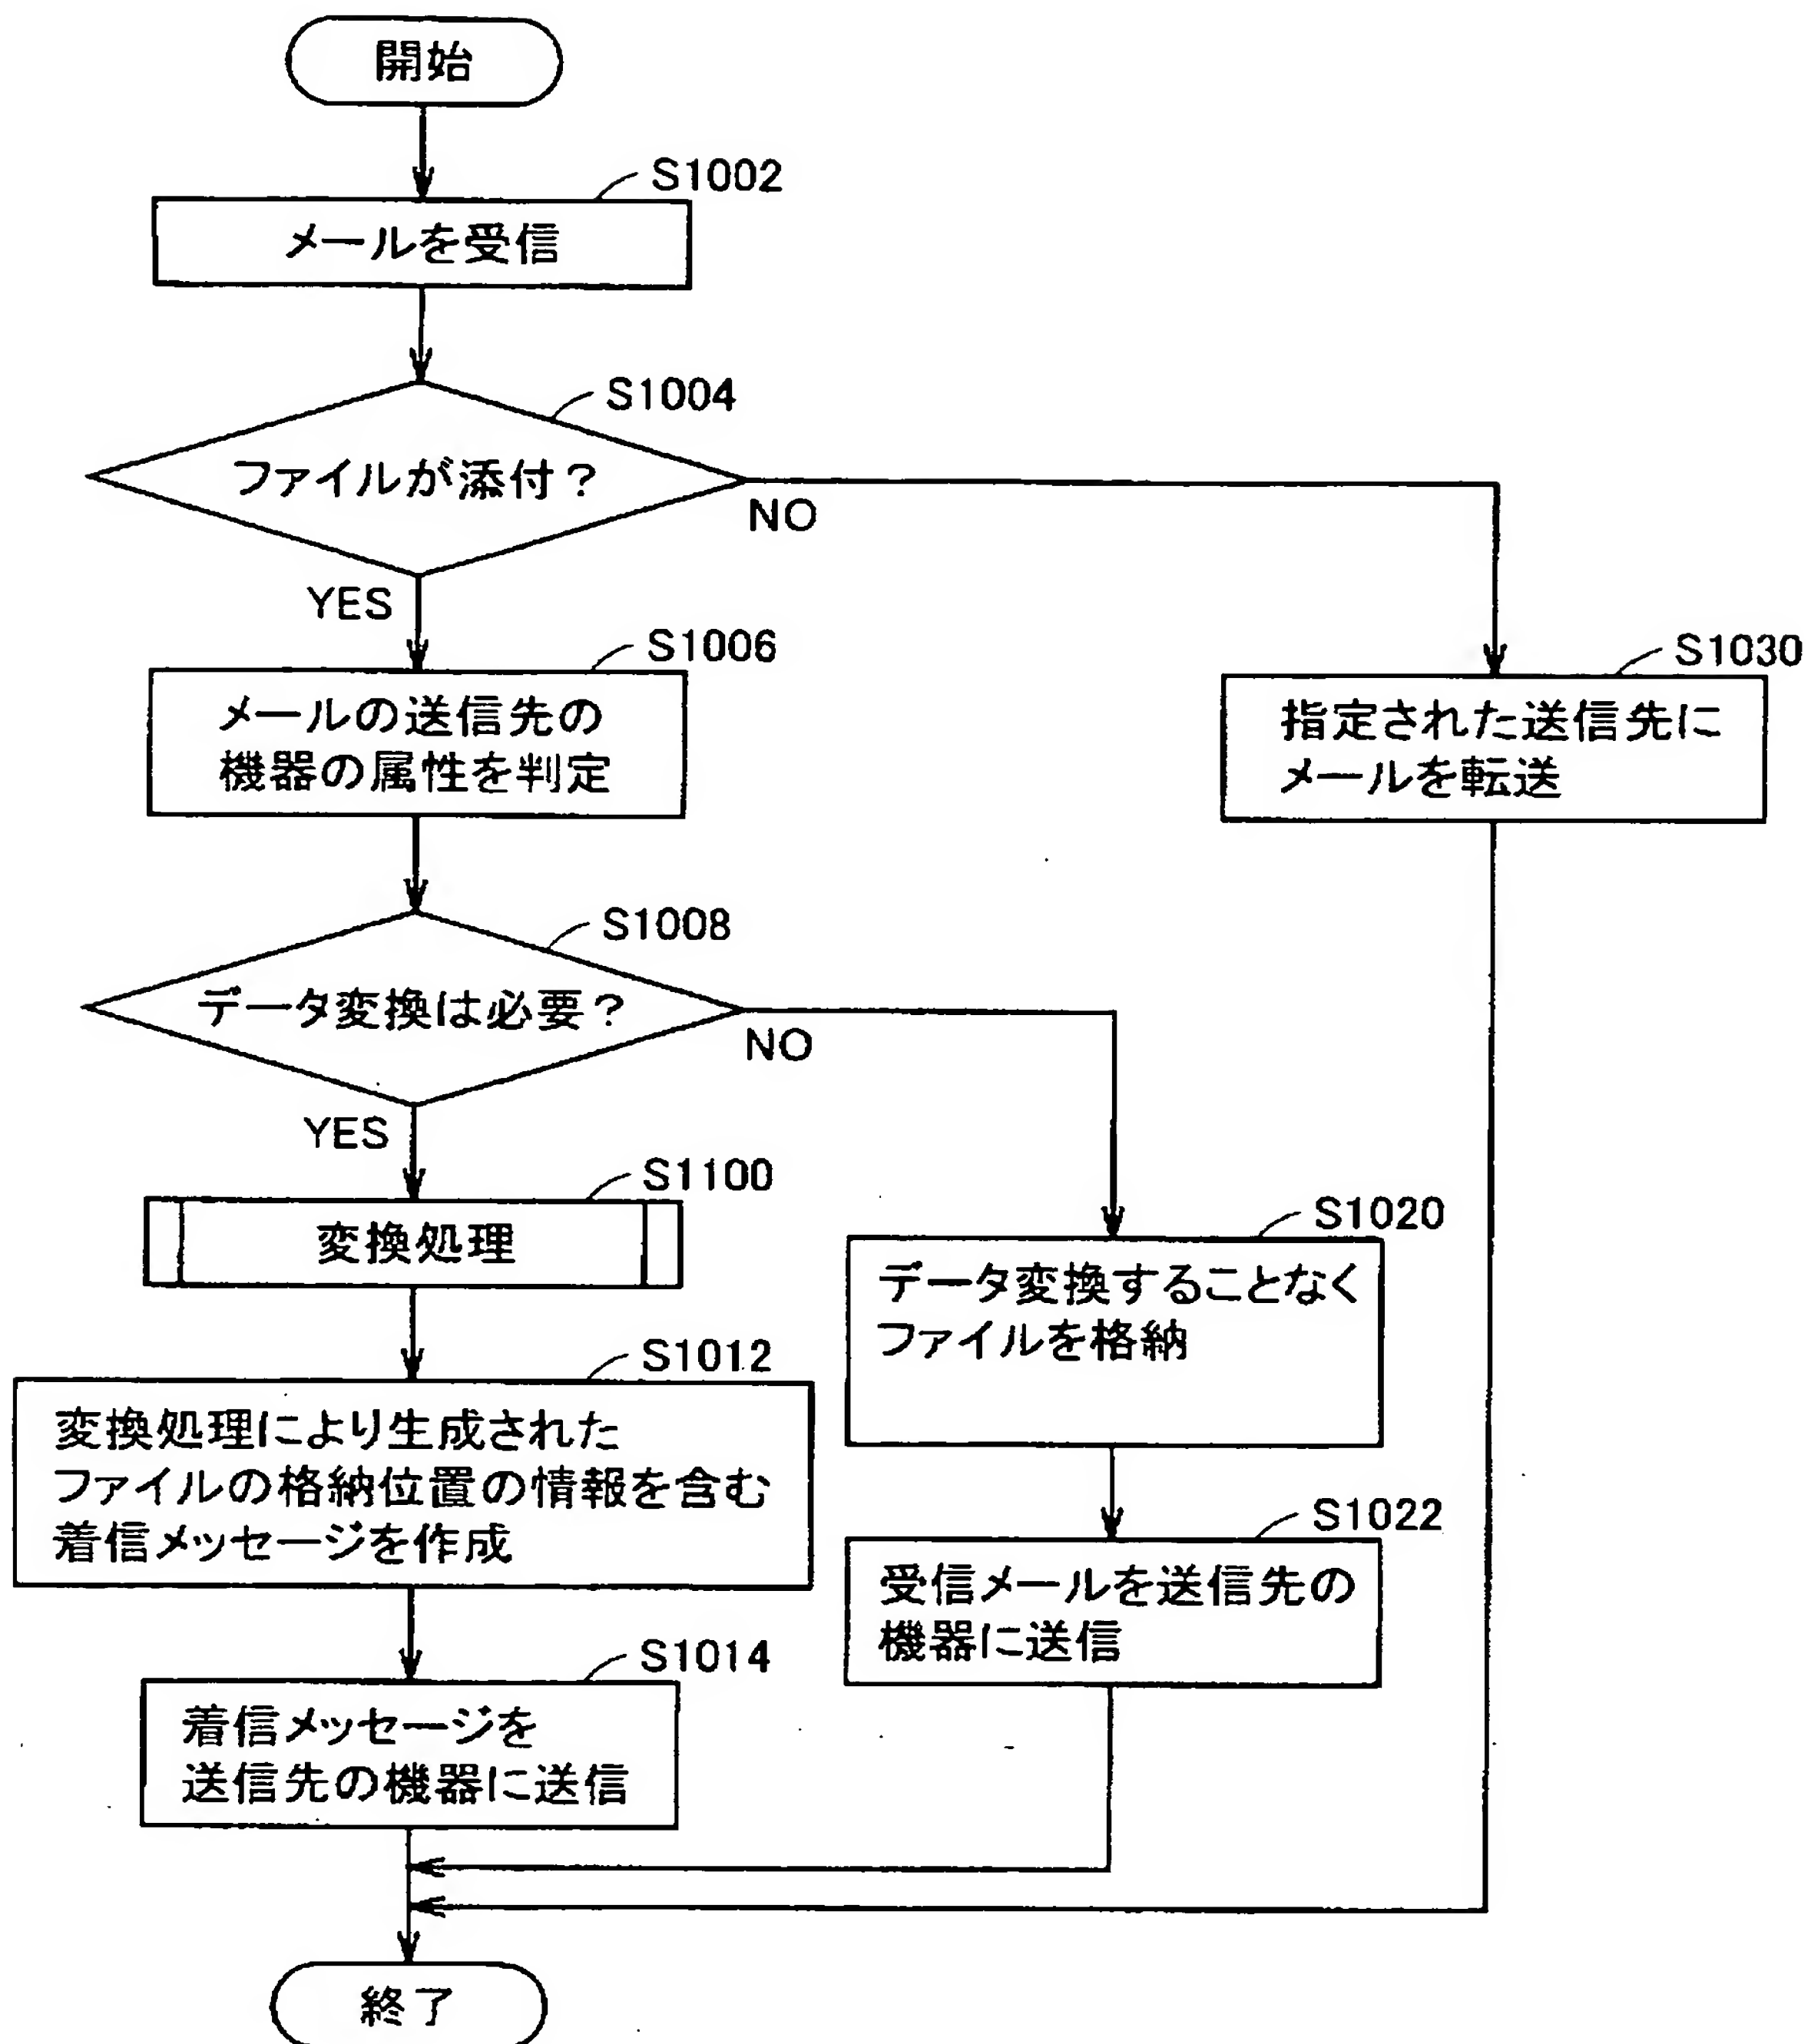 開始
S1002
メールを受信
S1004
ファイルが添付？
NO
YES
S1006
メールの送信先の
機器の属性を判定
S1030
指定された送信先に
メールを転送
S1008
データ変換は必要？
NO
YES
S1100
変換処理
S1020
データ変換することなく
ファイルを格納
S1012
変換処理により生成された
ファイルの格納位置の情報を含む
着信メッセージを作成
S1022
受信メールを送信先の
機器に送信
S1014
着信メッセージを
送信先の機器に送信
終了